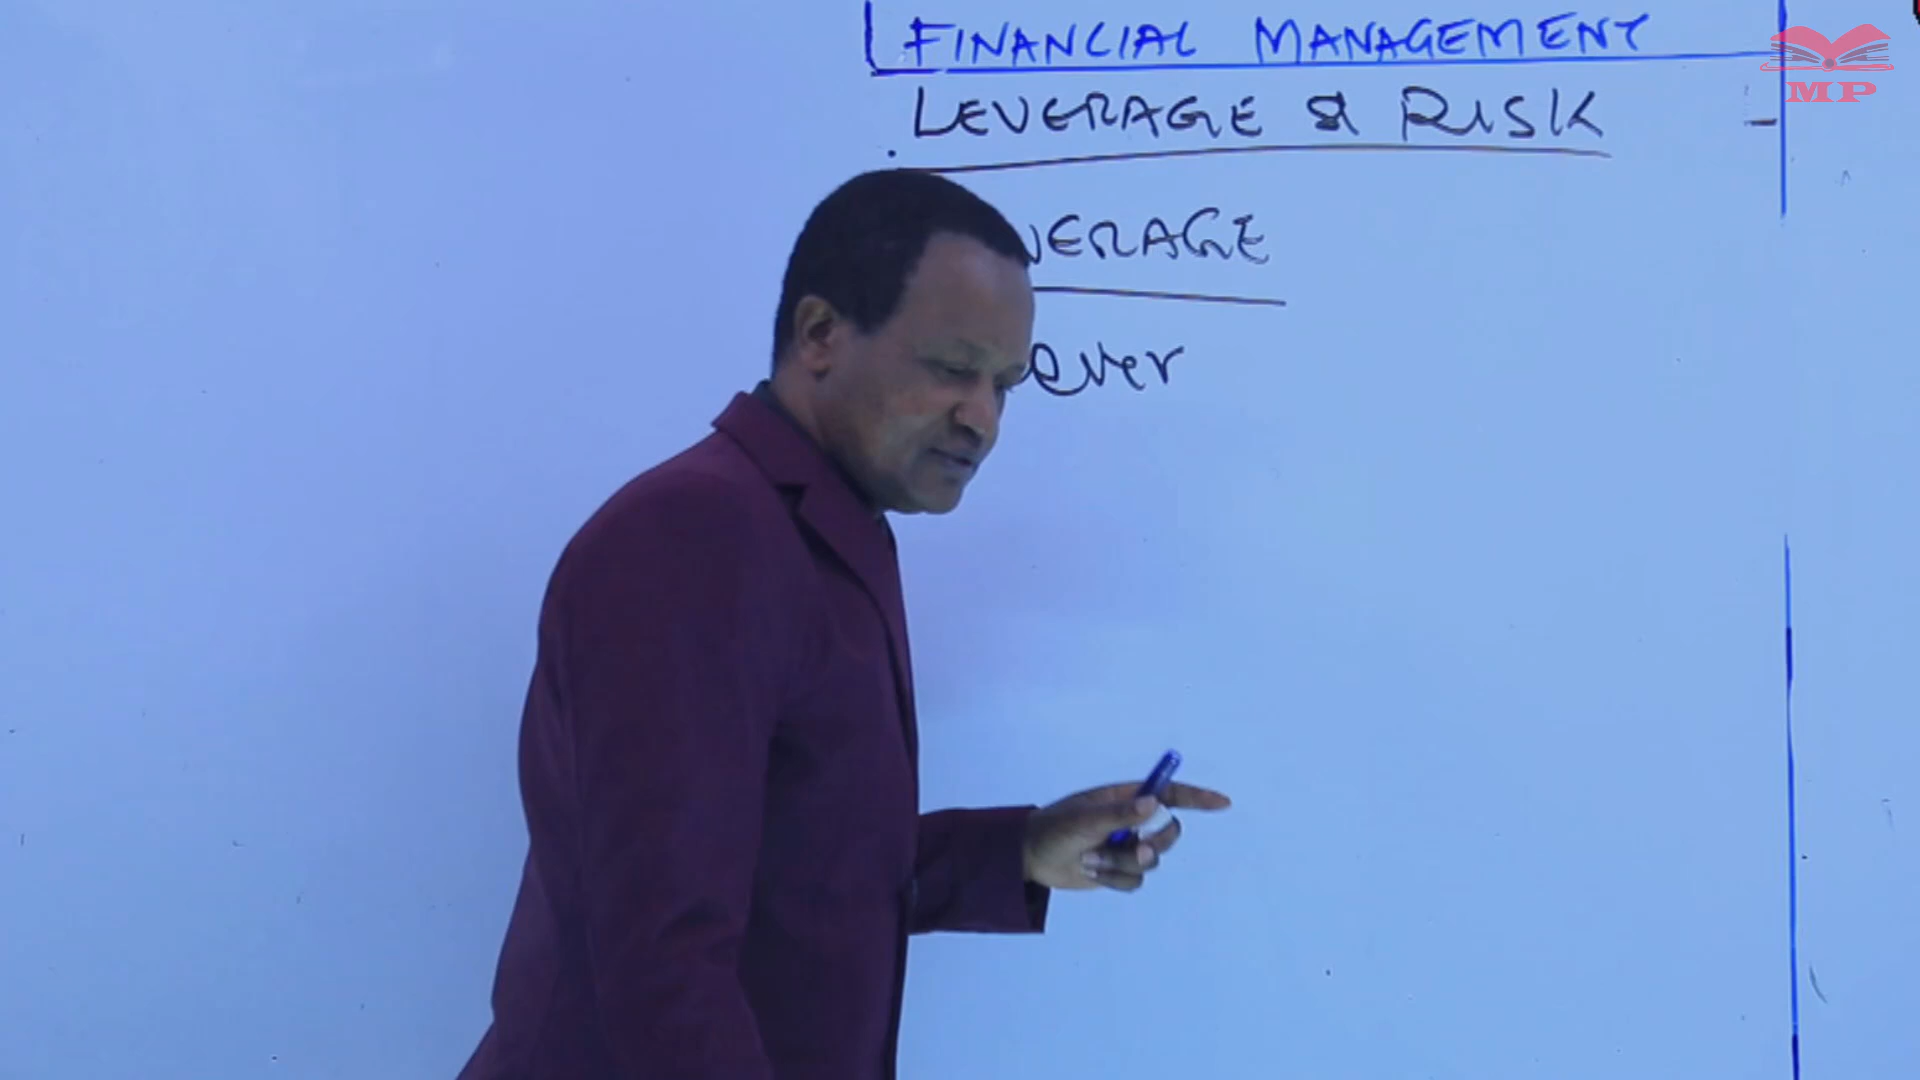 FINANCIAL MANAGEMENT
LEVERAGE & RISK
VERAGE
ever
MP